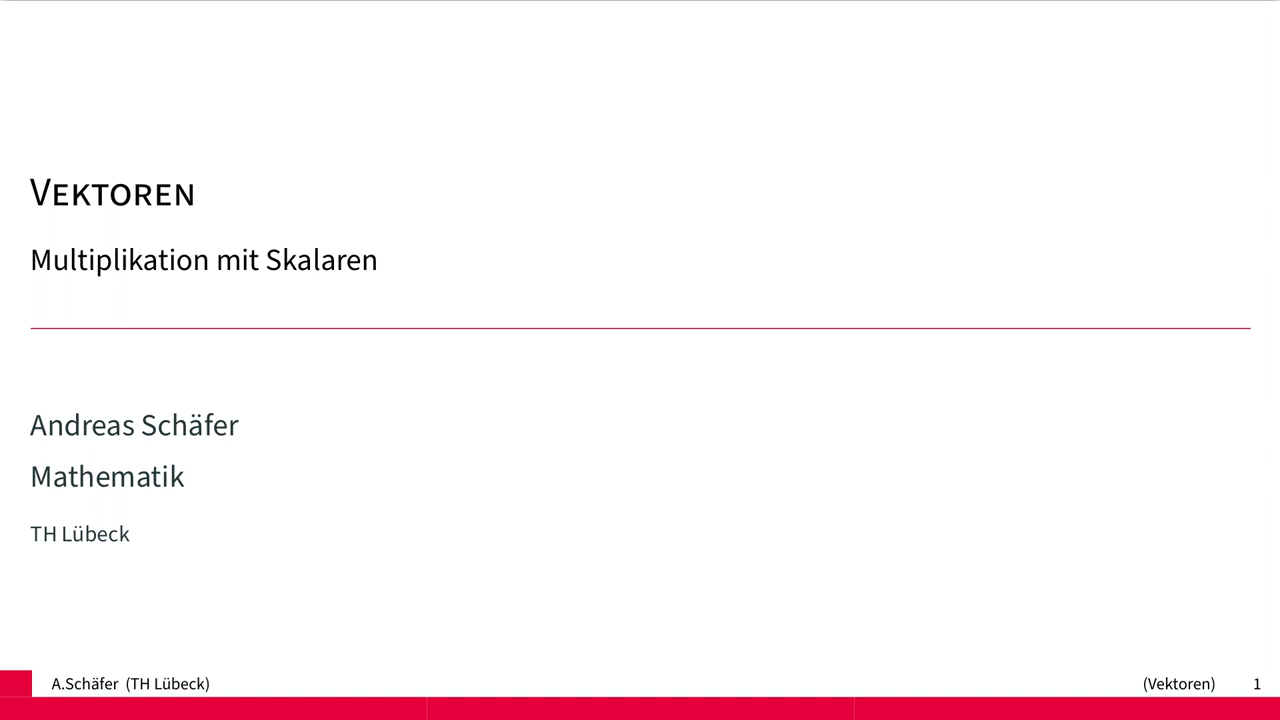 Vektoren
Multiplikation mit Skalaren
Andreas Schäfer
Mathematik
TH Lübeck
A.Schäfer (TH Lübeck)
(Vektoren)
1